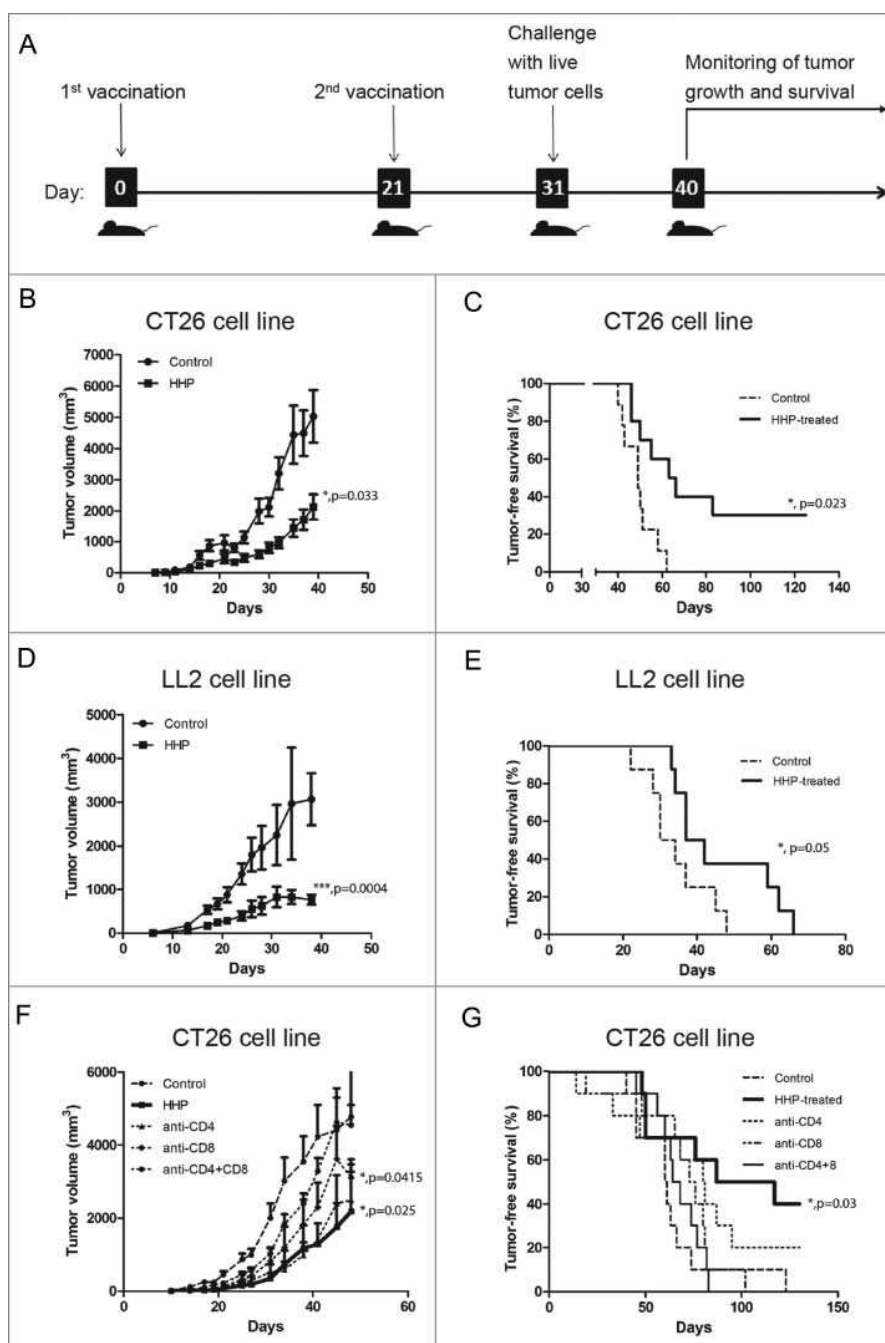 A
1st vaccination
2nd vaccination
Challenge
with live
tumor cells
Monitoring of tumor
growth and survival
Day:
0
21
31
40
B
CT26 cell line
Tumor volume (mm³)
7000
6000
5000
4000
3000
2000
1000
0
Control
HHP
*,p=0.033
0 10 20 30 40 50
Days
C
CT26 cell line
Tumor-free survival (%)
100
80
60
40
20
0
Control
HHP-treated
*, p=0.023
0 30 40 60 80 100 120 140
Days
D
LL2 cell line
Tumor volume (mm³)
5000
4000
3000
2000
1000
0
Control
HHP
***,p=0.0004
0 10 20 30 40 50
Days
E
LL2 cell line
Tumor-free survival (%)
100
80
60
40
20
0
Control
HHP-treated
*, p=0.05
0 20 40 60 80
Days
F
CT26 cell line
Tumor volume (mm³)
6000
4000
2000
0
Control
HHP
anti-CD4
anti-CD8
anti-CD4+CD8
*,p=0.0415
*,p=0.025
0 20 40 60
Days
G
CT26 cell line
Tumor-free survival (%)
100
80
60
40
20
0
Control
HHP-treated
anti-CD4
anti-CD8
anti-CD4+8
*,p=0.03
0 50 100 150
Days